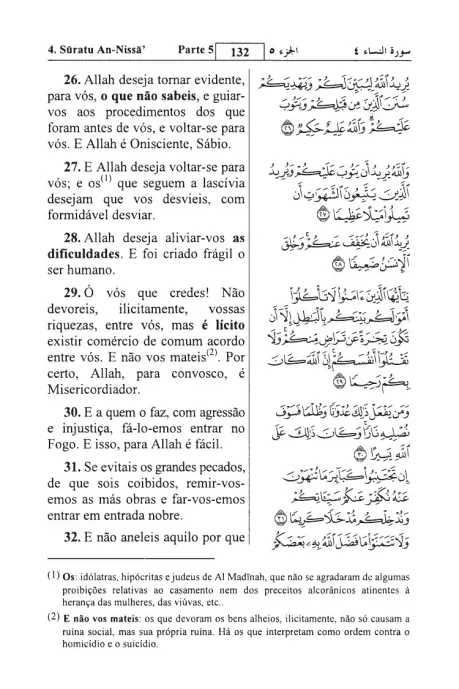 4. Sūratu An-Nissā’ Parte 5 132 الجزء ٥ سورة النساء ٤
26. Allah deseja tornar evidente,
para vós, o que não sabeis, e guiar-
vos aos procedimentos dos que
foram antes de vós, e voltar-se para
vós. E Allah é Onisciente, Sábio.
27. E Allah deseja voltar-se para
vós; e os(1) que seguem a lascívia
desejam que vos desvieis, com
formidável desviar.
28. Allah deseja aliviar-vos as
dificuldades. E foi criado frágil o
ser humano.
29. Ó vós que credes! Não
devoreis, ilicitamente, vossas
riquezas, entre vós, mas é lícito
existir comércio de comum acordo
entre vós. E não vos mateis(2). Por
certo, Allah, para convosco, é
Misericordiador.
30. E a quem o faz, com agressão
e injustiça, fá-lo-emos entrar no
Fogo. E isso, para Allah é fácil.
31. Se evitais os grandes pecados,
de que sois coibidos, remir-vos-
emos as más obras e far-vos-emos
entrar em entrada nobre.
32. E não aneleis aquilo por que
يُرِيدُ ٱللَّهُ لِيُبَيِّنَ لَكُمْ وَيَهْدِيَكُمْ
سُنَنَ ٱلَّذِينَ مِن قَبْلِكُمْ وَيَتُوبَ
عَلَيْكُمْ وَٱللَّهُ عَلِيمٌ حَكِيمٌ ٢٦
وَٱللَّهُ يُرِيدُ أَن يَتُوبَ عَلَيْكُمْ وَيُرِيدُ
ٱلَّذِينَ يَتَّبِعُونَ ٱلشَّهَوَٰتِ أَن
تَمِيلُوا۟ مَيْلًا عَظِيمًا ٢٧
يُرِيدُ ٱللَّهُ أَن يُخَفِّفَ عَنكُمْ وَخُلِقَ
ٱلْإِنسَٰنُ ضَعِيفًا ٢٨
يَٰٓأَيُّهَا ٱلَّذِينَ ءَامَنُوا۟ لَا تَأْكُلُوٓا۟
أَمْوَٰلَكُم بَيْنَكُم بِٱلْبَٰطِلِ إِلَّآ أَن
تَكُونَ تِجَٰرَةً عَن تَرَاضٍ مِّنكُمْ وَلَا
تَقْتُلُوٓا۟ أَنفُسَكُمْ إِنَّ ٱللَّهَ كَانَ
بِكُمْ رَحِيمًا ٢٩
وَمَن يَفْعَلْ ذَٰلِكَ عُدْوَٰنًا وَظُلْمًا فَسَوْفَ
نُصْلِيهِ نَارًا وَكَانَ ذَٰلِكَ عَلَى
ٱللَّهِ يَسِيرًا ٣٠
إِن تَجْتَنِبُوا۟ كَبَآئِرَ مَا تُنْهَوْنَ
عَنْهُ نُكَفِّرْ عَنكُمْ سَيِّـَٔاتِكُمْ
وَنُدْخِلْكُم مُّدْخَلًا كَرِيمًا ٣١
وَلَا تَتَمَنَّوْا۟ مَا فَضَّلَ ٱللَّهُ بِهِۦ بَعْضَكُمْ
(1) Os: idólatras, hipócritas e judeus de Al Madīnah, que não se agradaram de algumas
proibições relativas ao casamento nem dos preceitos alcorânicos atinentes à
herança das mulheres, das viúvas, etc..
(2) E não vos mateis: os que devoram os bens alheios, ilicitamente, não só causam a
ruína social, mas sua própria ruína. Há os que interpretam como ordem contra o
homicídio e o suicídio.